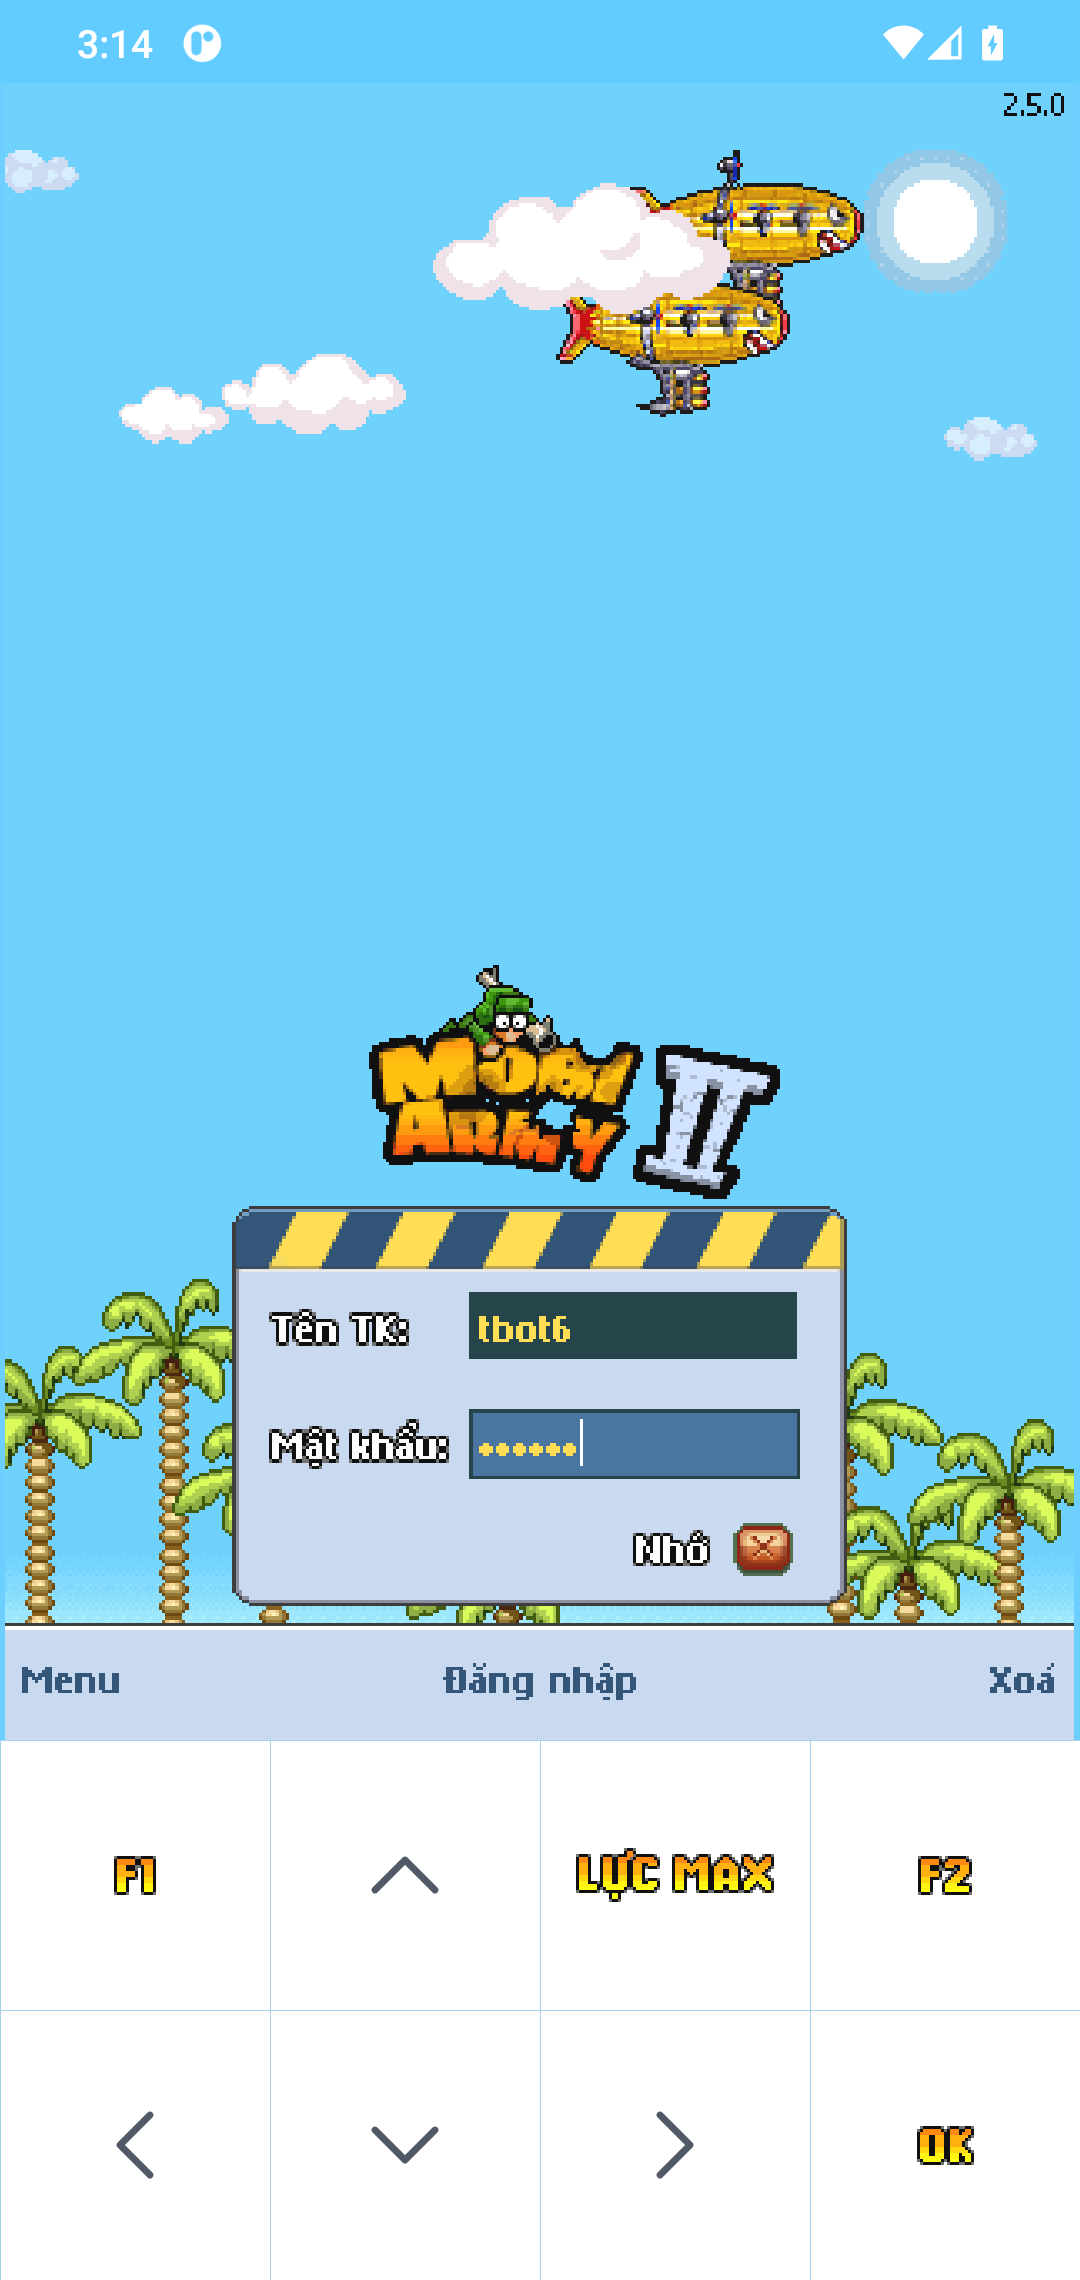 3:14
2.5.0
Mobi
Army II
Tên TK: tbot6
Mật khẩu: ••••••
Nhớ
Menu Đăng nhập Xoá
F1 LỰC MAX F2
OK